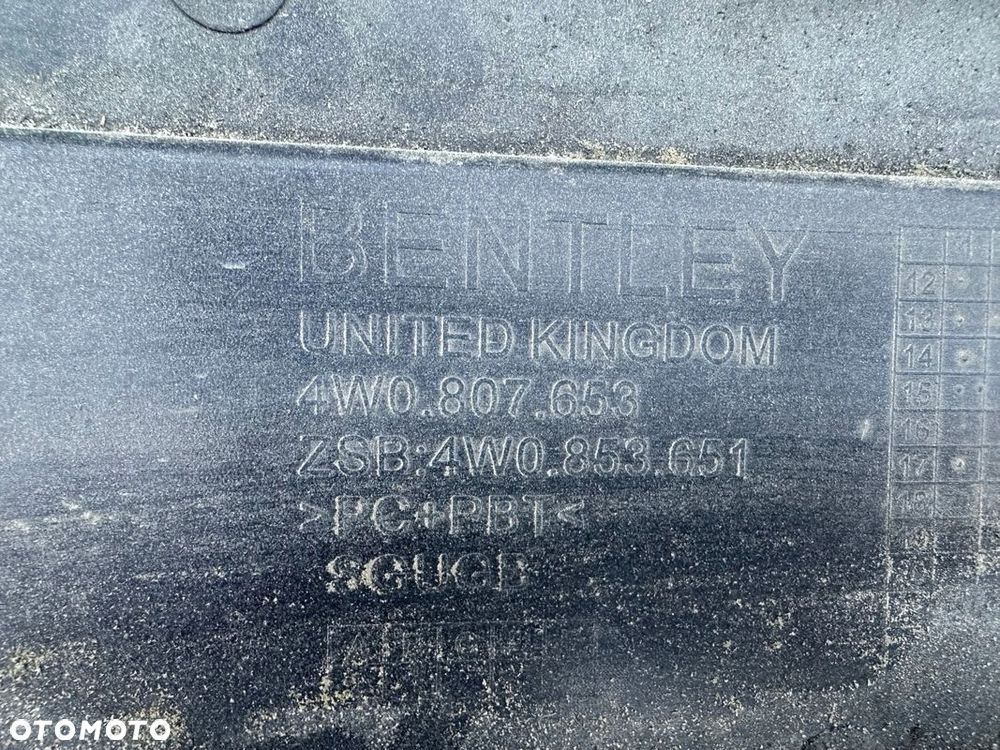 BENTLEY
UNITED KINGDOM
4W0.807.653
ZSB:4W0.853.651
>PC+PBT<
12
13
14
15
16
17
18
19
OTOMOTO